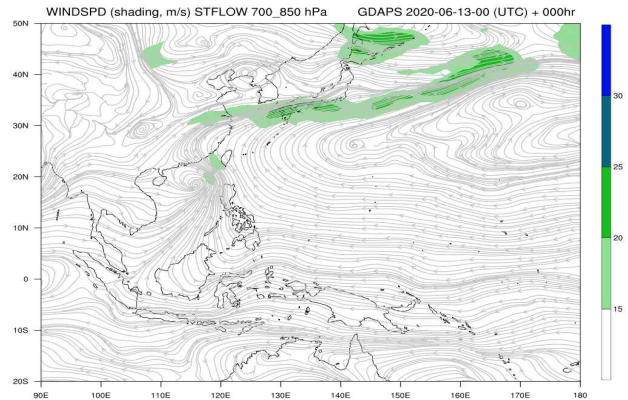 WINDSPD (shading, m/s) STFLOW 700_850 hPa GDAPS 2020-06-13-00 (UTC) + 000hr
50N
40N
30N
20N
10N
0
10S
20S
90E 100E 110E 120E 130E 140E 150E 160E 170E 180
30
25
20
15